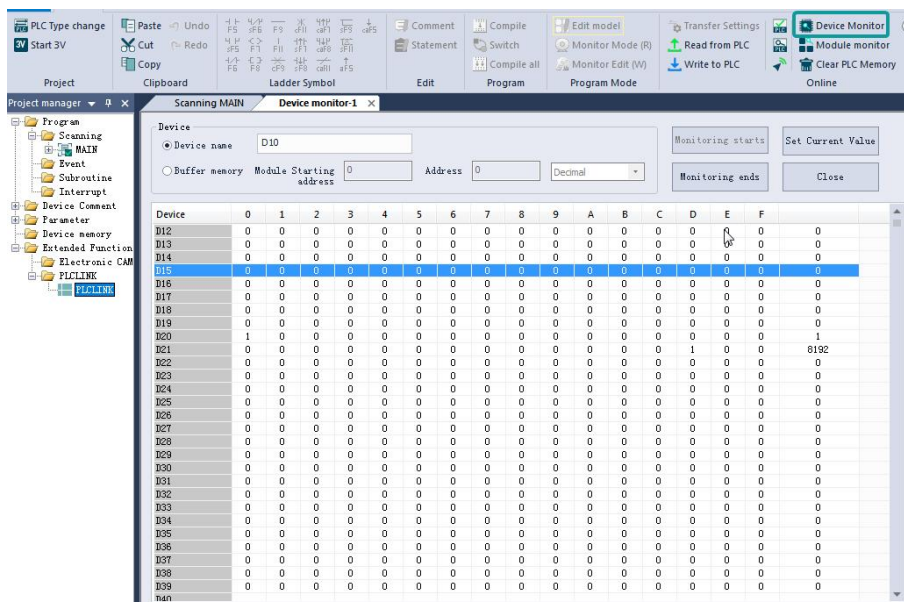 PLC Type change Paste Undo Comment Compile Edit model Transfer Settings Device Monitor
3V Start 3V Cut Redo Statement Switch Monitor Mode (R) Read from PLC Module monitor
Copy Compile all Monitor Edit (W) Write to PLC Clear PLC Memory
Project Clipboard Ladder Symbol Edit Program Program Mode Online
Project manager Scanning MAIN Device monitor-1
Program
Scanning
MAIN
Event
Subroutine
Interrupt
Device Comment
Parameter
Device memory
Extended Function
Electronic CAM
PLCLINK
PLCLINK
Device
Device name D10 Monitoring starts Set Current Value
Buffer memory Module Starting address 0 Address 0 Decimal Monitoring ends Close
Device 0 1 2 3 4 5 6 7 8 9 A B C D E F
D12 0 0 0 0 0 0 0 0 0 0 0 0 0 0 0 0 0
D13 0 0 0 0 0 0 0 0 0 0 0 0 0 0 0 0 0
D14 0 0 0 0 0 0 0 0 0 0 0 0 0 0 0 0 0
D15 0 0 0 0 0 0 0 0 0 0 0 0 0 0 0 0 0
D16 0 0 0 0 0 0 0 0 0 0 0 0 0 0 0 0 0
D17 0 0 0 0 0 0 0 0 0 0 0 0 0 0 0 0 0
D18 0 0 0 0 0 0 0 0 0 0 0 0 0 0 0 0 0
D19 0 0 0 0 0 0 0 0 0 0 0 0 0 0 0 0 0
D20 1 0 0 0 0 0 0 0 0 0 0 0 0 0 0 0 1
D21 0 0 0 0 0 0 0 0 0 0 0 0 0 1 0 0 8192
D22 0 0 0 0 0 0 0 0 0 0 0 0 0 0 0 0 0
D23 0 0 0 0 0 0 0 0 0 0 0 0 0 0 0 0 0
D24 0 0 0 0 0 0 0 0 0 0 0 0 0 0 0 0 0
D25 0 0 0 0 0 0 0 0 0 0 0 0 0 0 0 0 0
D26 0 0 0 0 0 0 0 0 0 0 0 0 0 0 0 0 0
D27 0 0 0 0 0 0 0 0 0 0 0 0 0 0 0 0 0
D28 0 0 0 0 0 0 0 0 0 0 0 0 0 0 0 0 0
D29 0 0 0 0 0 0 0 0 0 0 0 0 0 0 0 0 0
D30 0 0 0 0 0 0 0 0 0 0 0 0 0 0 0 0 0
D31 0 0 0 0 0 0 0 0 0 0 0 0 0 0 0 0 0
D32 0 0 0 0 0 0 0 0 0 0 0 0 0 0 0 0 0
D33 0 0 0 0 0 0 0 0 0 0 0 0 0 0 0 0 0
D34 0 0 0 0 0 0 0 0 0 0 0 0 0 0 0 0 0
D35 0 0 0 0 0 0 0 0 0 0 0 0 0 0 0 0 0
D36 0 0 0 0 0 0 0 0 0 0 0 0 0 0 0 0 0
D37 0 0 0 0 0 0 0 0 0 0 0 0 0 0 0 0 0
D38 0 0 0 0 0 0 0 0 0 0 0 0 0 0 0 0 0
D39 0 0 0 0 0 0 0 0 0 0 0 0 0 0 0 0 0
D40